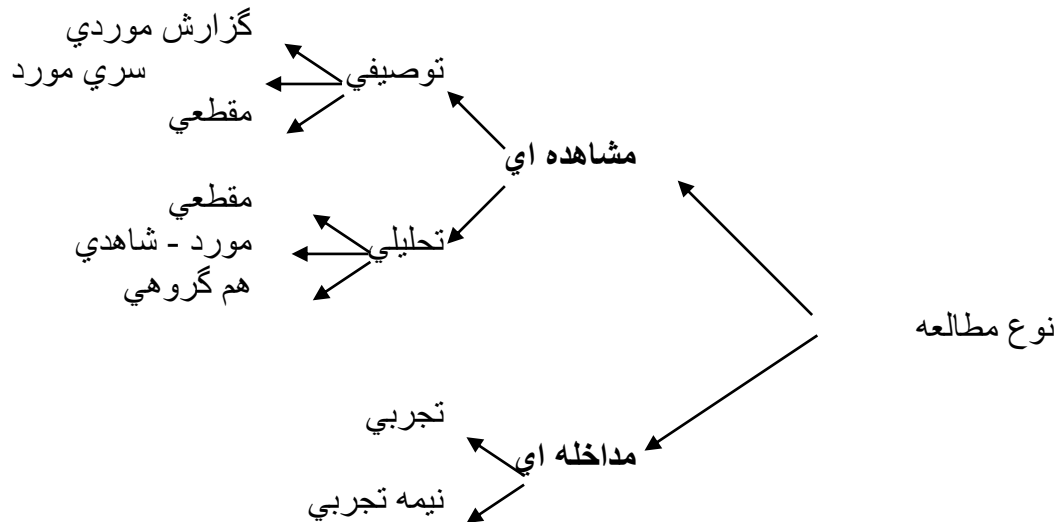 گزارش موردي
سري مورد
توصيفي
مقطعي
مشاهده اي
مقطعي
مورد - شاهدي
تحليلي
هم گروهي
نوع مطالعه
تجربي
مداخله اي
نيمه تجربي